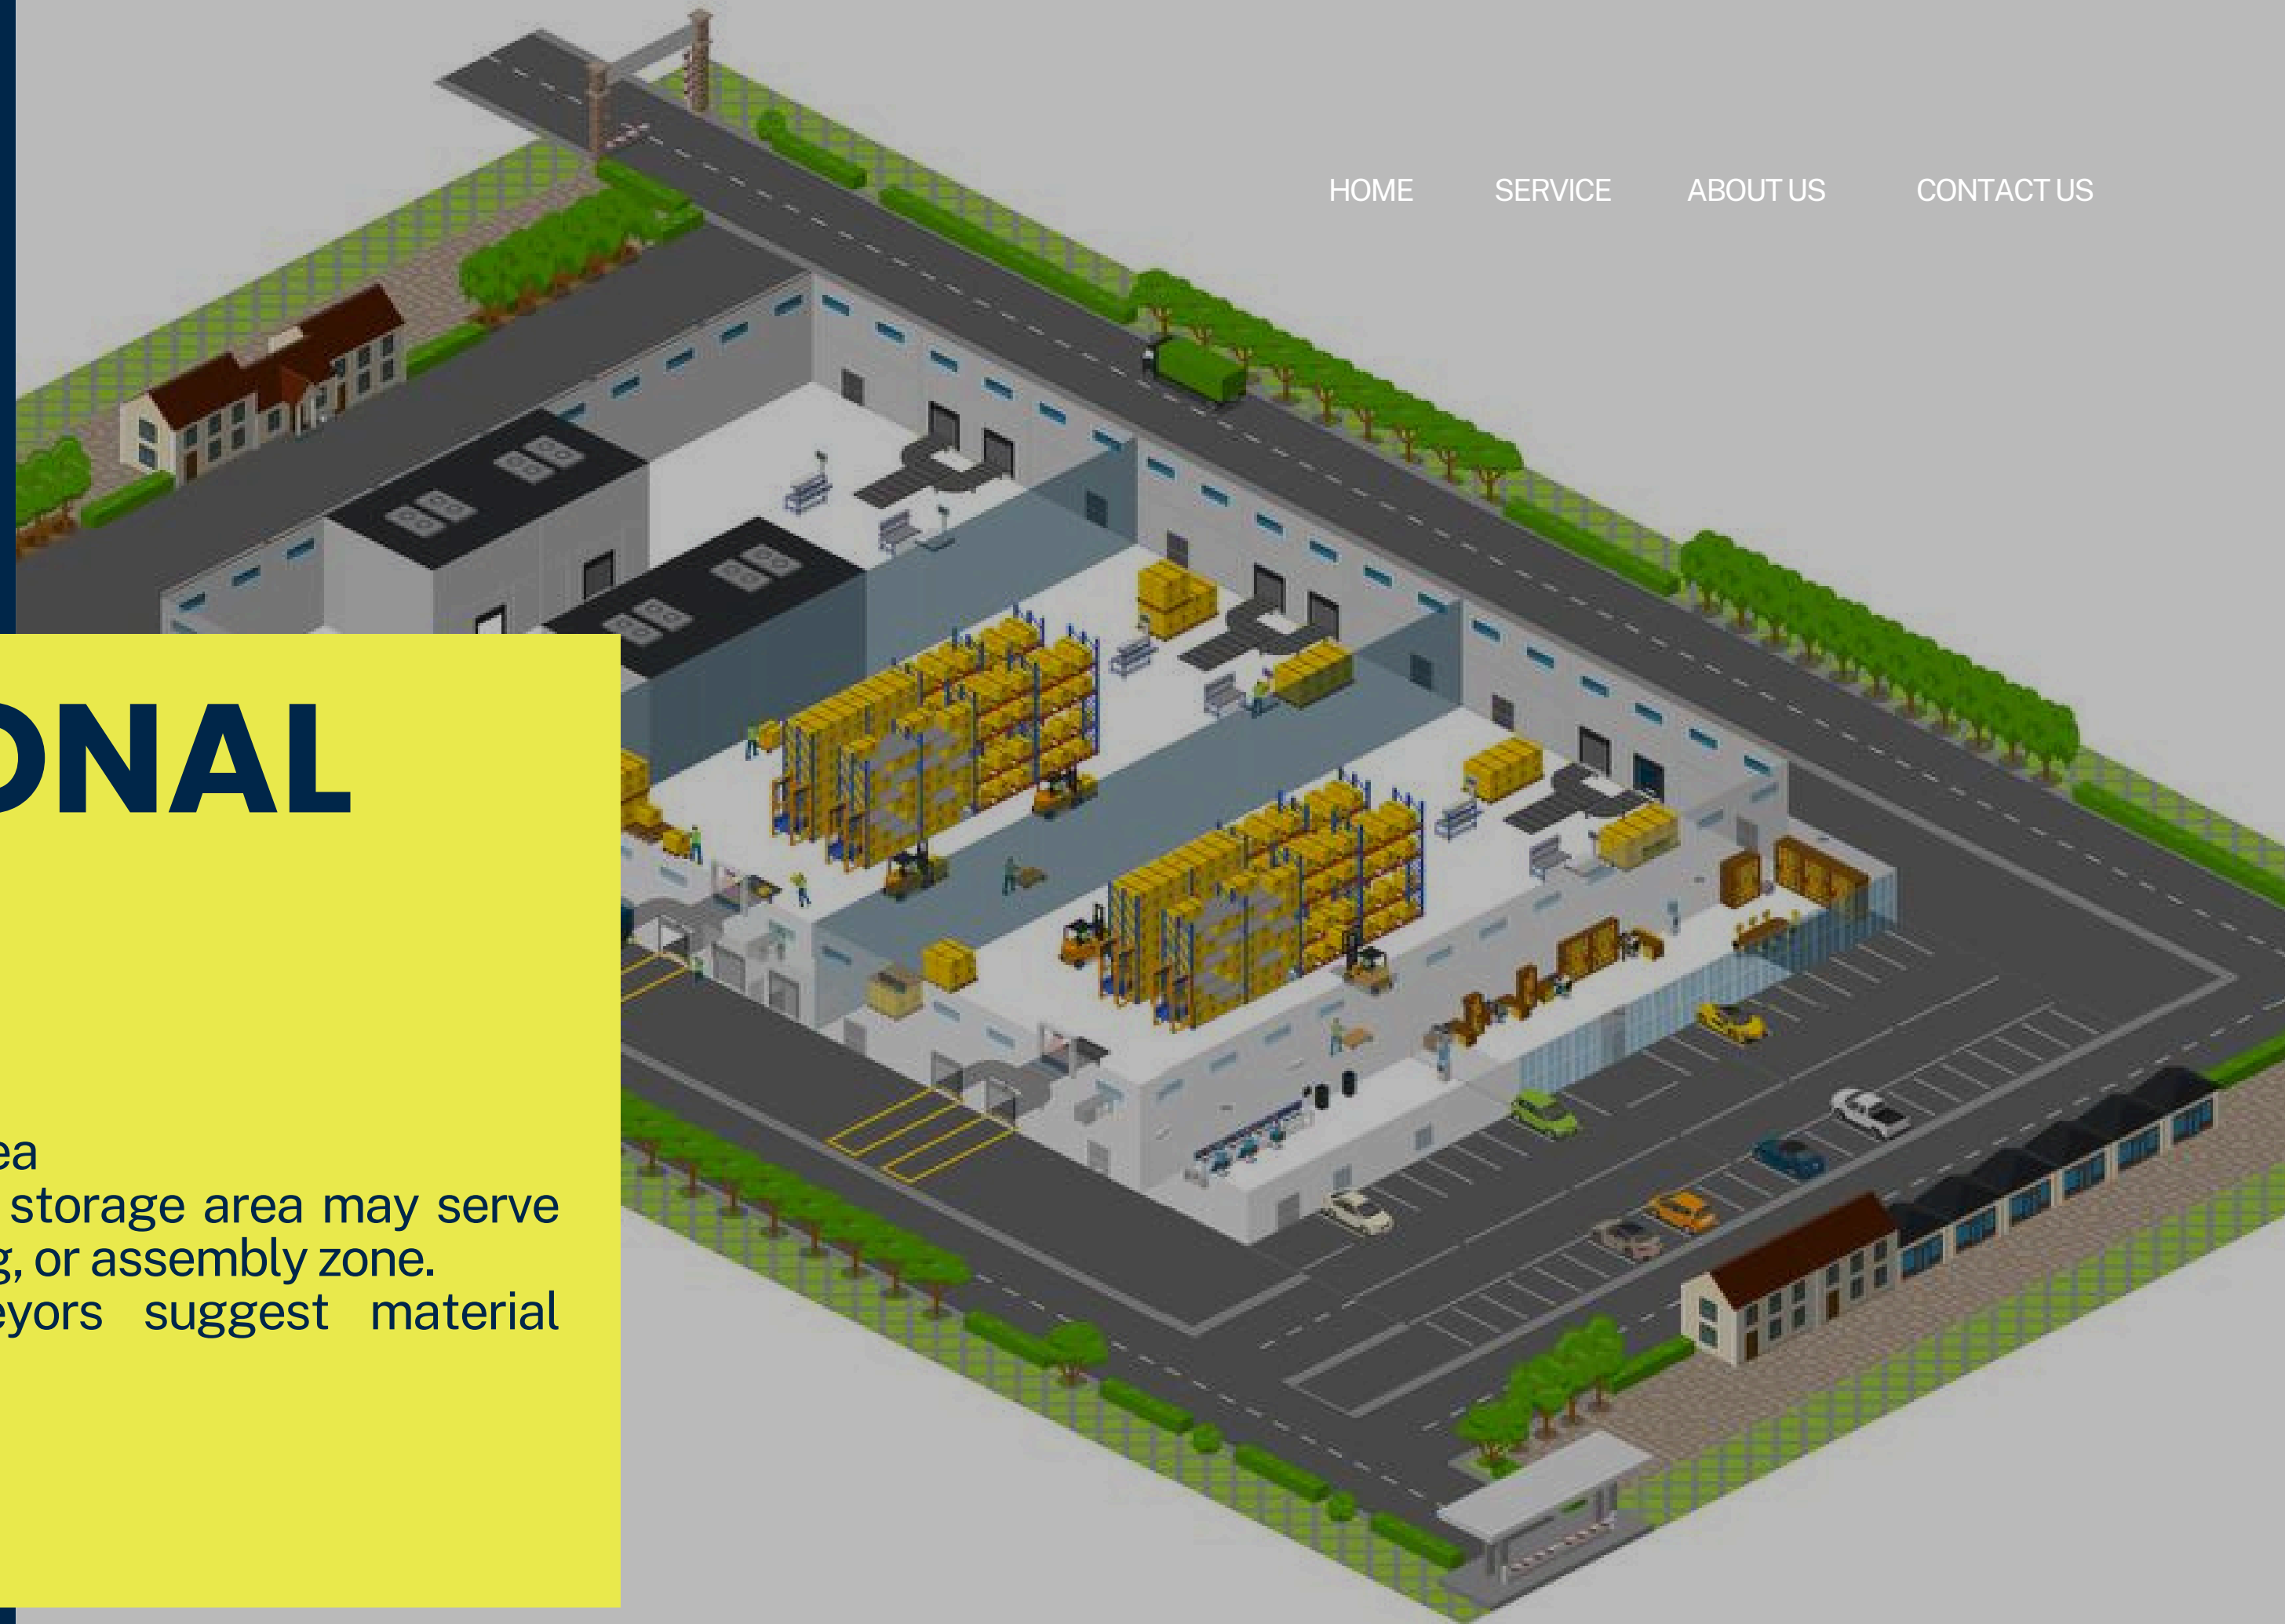 HOME SERVICE ABOUT US CONTACT US
ONAL
ea
storage area may serve
g, or assembly zone.
eyors suggest material